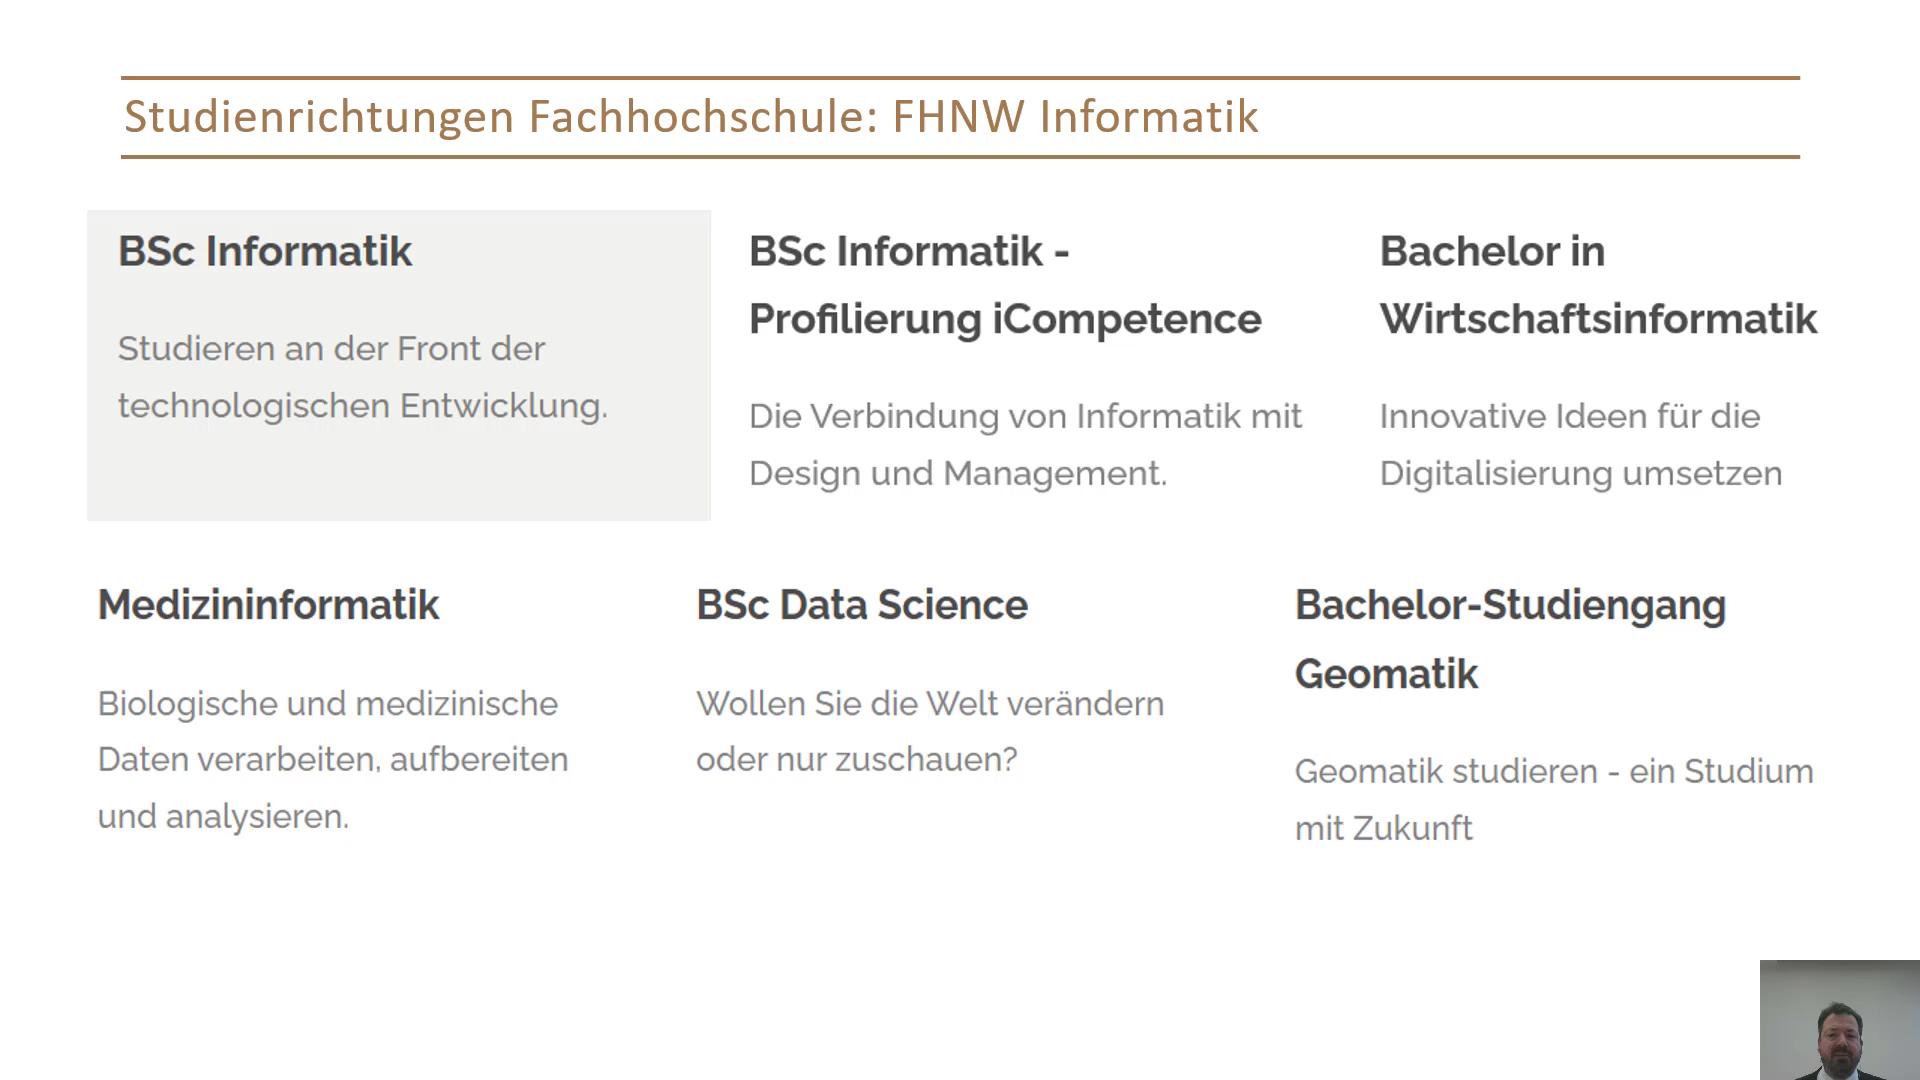 Studienrichtungen Fachhochschule: FHNW Informatik
BSc Informatik
Studieren an der Front der
technologischen Entwicklung.
BSc Informatik -
Profilierung iCompetence
Die Verbindung von Informatik mit
Design und Management.
Bachelor in
Wirtschaftsinformatik
Innovative Ideen für die
Digitalisierung umsetzen
Medizininformatik
Biologische und medizinische
Daten verarbeiten, aufbereiten
und analysieren.
BSc Data Science
Wollen Sie die Welt verändern
oder nur zuschauen?
Bachelor-Studiengang
Geomatik
Geomatik studieren - ein Studium
mit Zukunft